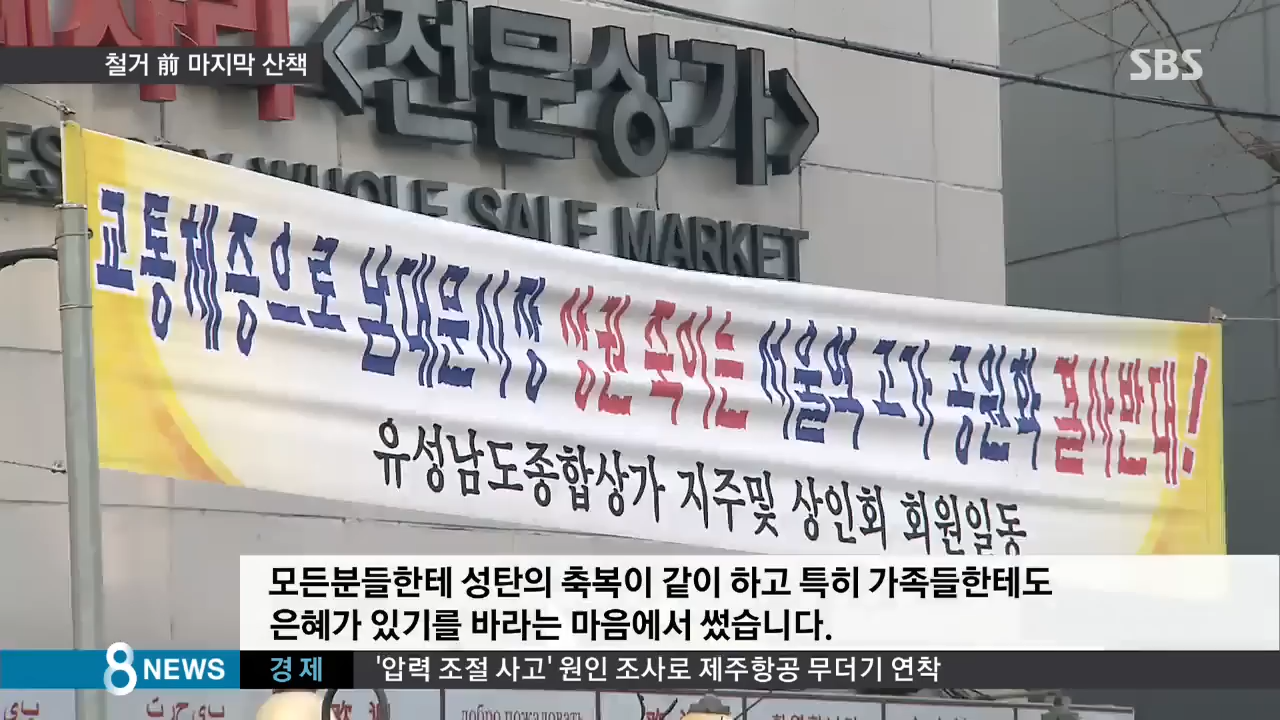 <전문상가>
철거 前 마지막 산책
SBS
WHOLE SALE MARKET
교통체증으로 남대문시장 상권 죽이는 서울역 고가 공원화 결사반대!
유성남도종합상가 지주및 상인회 회원일동
모든분들한테 성탄의 축복이 같이 하고 특히 가족들한테도
은혜가 있기를 바라는 마음에서 썼습니다.
8 NEWS 경제 '압력 조절 사고' 원인 조사로 제주항공 무더기 연착
добро пожаловать